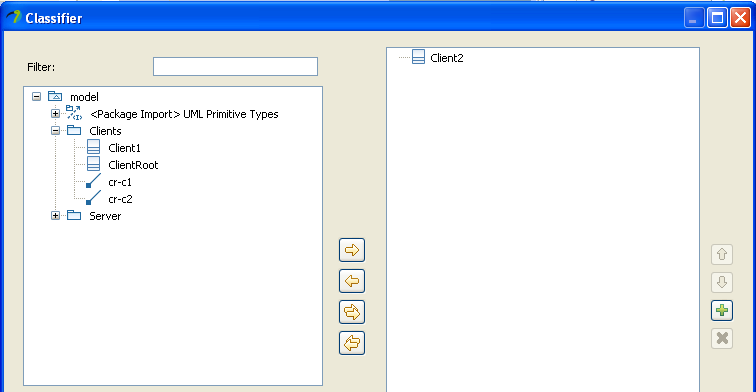 Classifier
Filter:
model
<Package Import> UML Primitive Types
Clients
Client1
ClientRoot
cr-c1
cr-c2
Server
Client2